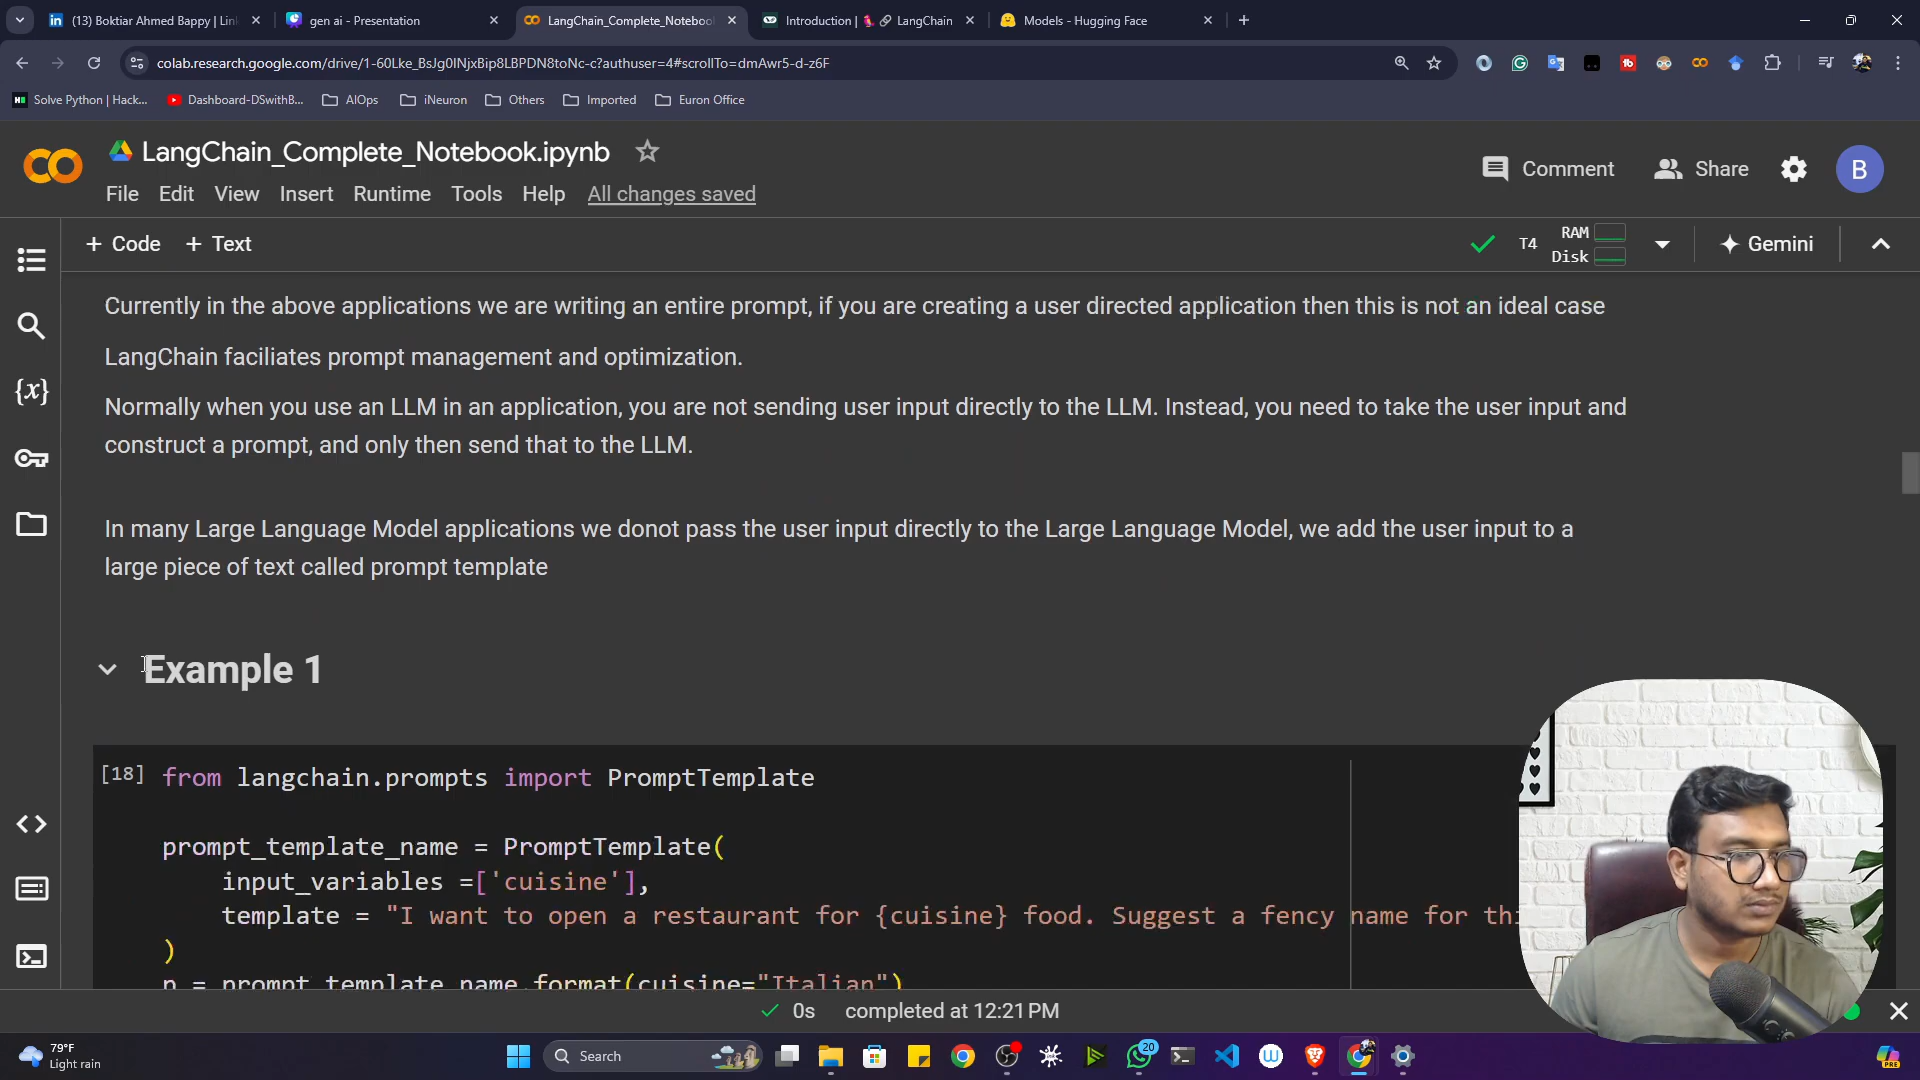 (13) Boktiar Ahmed Bappy | Lin
gen ai - Presentation
LangChain_Complete_Notebook
Introduction | LangChain
Models - Hugging Face
colab.research.google.com/drive/1-60Lke_BsJg0lNjxBip8LBPDN8toNc-c?authuser=4#scrollTo=dmAwr5-d-z6F
Solve Python | Hack...
Dashboard-DSwithB...
AIOps
iNeuron
Others
Imported
Euron Office
LangChain_Complete_Notebook.ipynb
Comment
Share
B
File Edit View Insert Runtime Tools Help All changes saved
+ Code + Text
T4
RAM
Disk
Gemini
Currently in the above applications we are writing an entire prompt, if you are creating a user directed application then this is not an ideal case
LangChain faciliates prompt management and optimization.
Normally when you use an LLM in an application, you are not sending user input directly to the LLM. Instead, you need to take the user input and
construct a prompt, and only then send that to the LLM.
In many Large Language Model applications we donot pass the user input directly to the Large Language Model, we add the user input to a
large piece of text called prompt template
Example 1
[18] from langchain.prompts import PromptTemplate
prompt_template_name = PromptTemplate(
input_variables =['cuisine'],
template = "I want to open a restaurant for {cuisine} food. Suggest a fency name for thi
)
p = prompt_template_name.format(cuisine="Italian")
0s completed at 12:21 PM
79°F
Light rain
Search
20
PRE